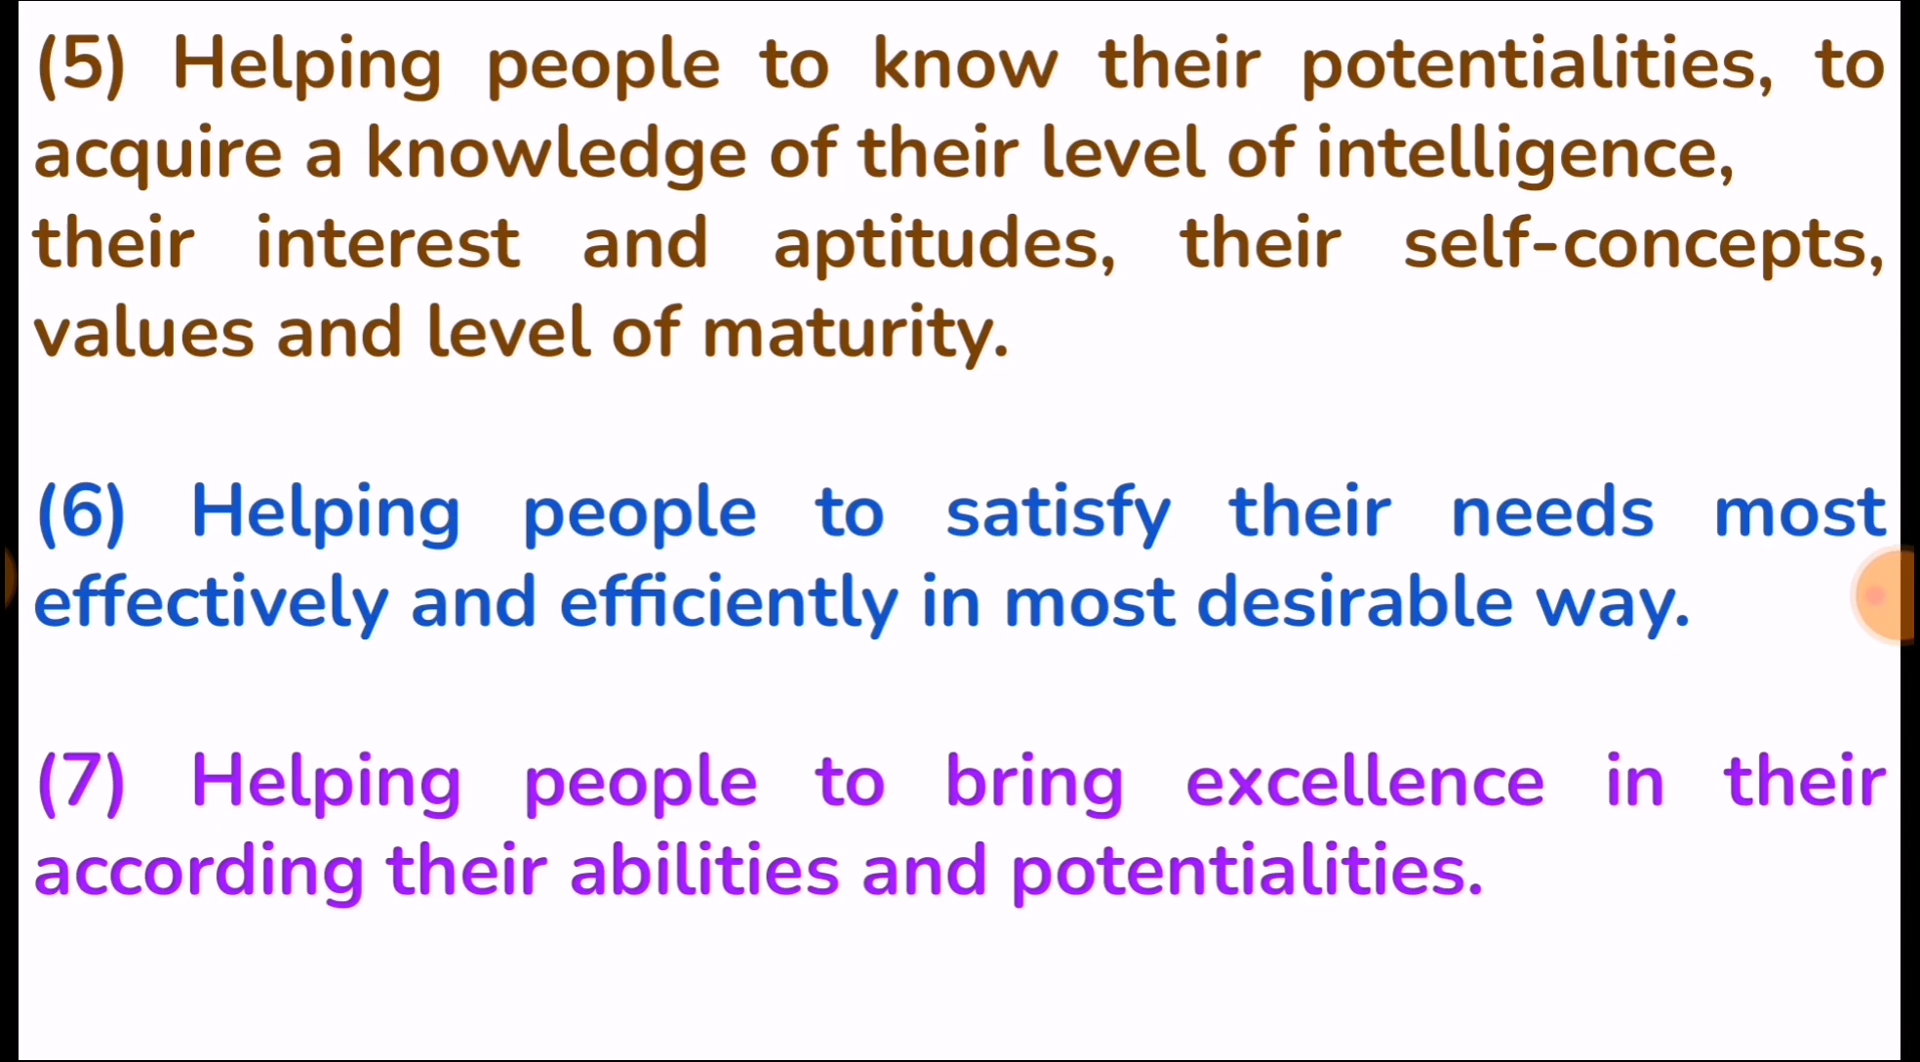 (5) Helping people to know their potentialities, to
acquire a knowledge of their level of intelligence,
their interest and aptitudes, their self-concepts,
values and level of maturity.
(6) Helping people to satisfy their needs most
effectively and efficiently in most desirable way.
(7) Helping people to bring excellence in their
according their abilities and potentialities.